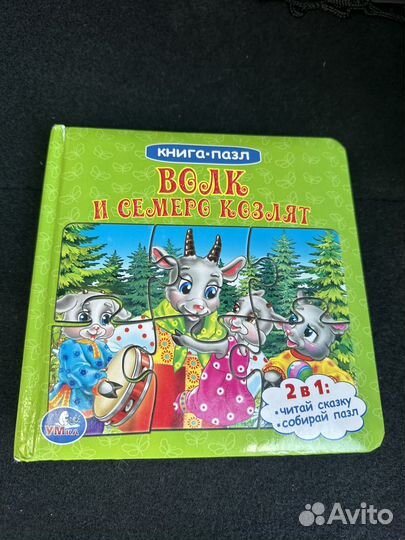 книга-пазл
ВОЛК
И СЕМЕРО КОЗЛЯТ
2 в 1:
•читай сказку
•собирай пазл
УМка
Avito